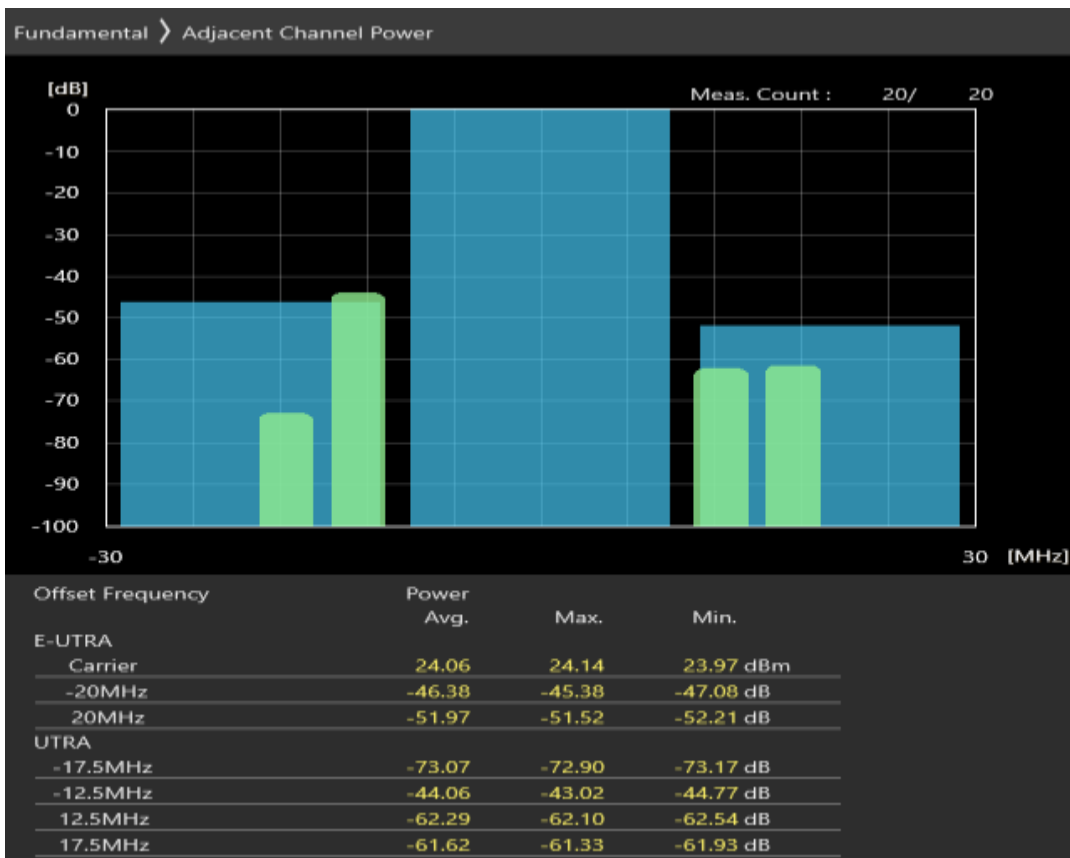 Fundamental ❯ Adjacent Channel Power
[dB]
Meas. Count : 20/ 20
0
-10
-20
-30
-40
-50
-60
-70
-80
-90
-100
-30 30 [MHz]
Offset Frequency Power
Avg. Max. Min.
E-UTRA
Carrier 24.06 24.14 23.97 dBm
-20MHz -46.38 -45.38 -47.08 dB
20MHz -51.97 -51.52 -52.21 dB
UTRA
-17.5MHz -73.07 -72.90 -73.17 dB
-12.5MHz -44.06 -43.02 -44.77 dB
12.5MHz -62.29 -62.10 -62.54 dB
17.5MHz -61.62 -61.33 -61.93 dB